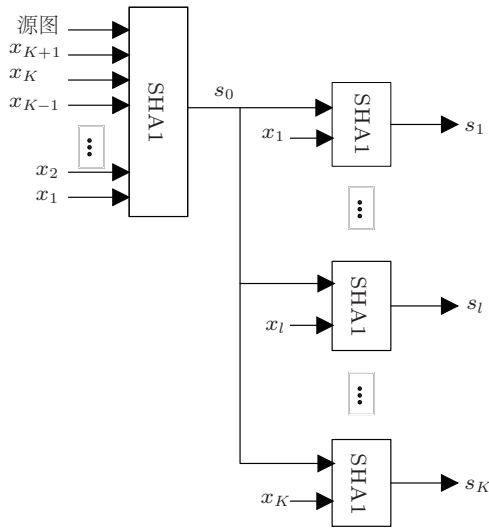 源图
x_{K+1}
x_K
x_{K-1}
x_2
x_1
SHA1
s_0
x_1
SHA1
s_1
x_l
SHA1
s_l
x_K
SHA1
s_K